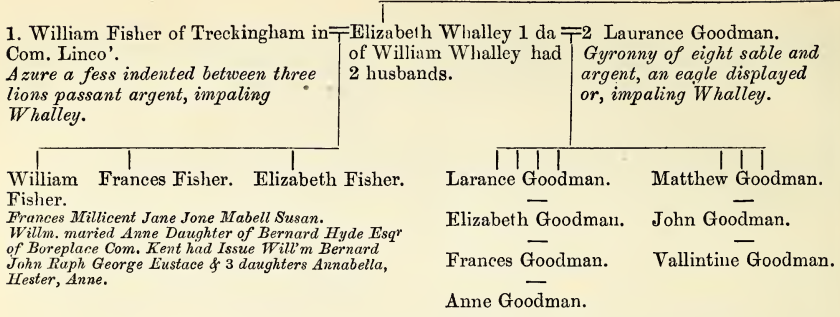 1. William Fisher of Treckingham in
Com. Linco'.
Azure a fess indented between three
lions passant argent, impaling
Whalley.
Elizabeth Whalley 1 da
of William Whalley had
2 husbands.
2 Laurance Goodman.
Gyronny of eight sable and
argent, an eagle displayed
or, impaling Whalley.
William
Fisher.
Frances Fisher.
Elizabeth Fisher.
Frances Millicent Jane Jone Mabell Susan.
Willm. maried Anne Daughter of Bernard Hyde Esqr
of Boreplace Com. Kent had Issue Will'm Bernard
John Raph George Eustace & 3 daughters Annabella,
Hester, Anne.
Larance Goodman.
Elizabeth Goodman.
Frances Goodman.
Anne Goodman.
Matthew Goodman.
John Goodman.
Vallintine Goodman.